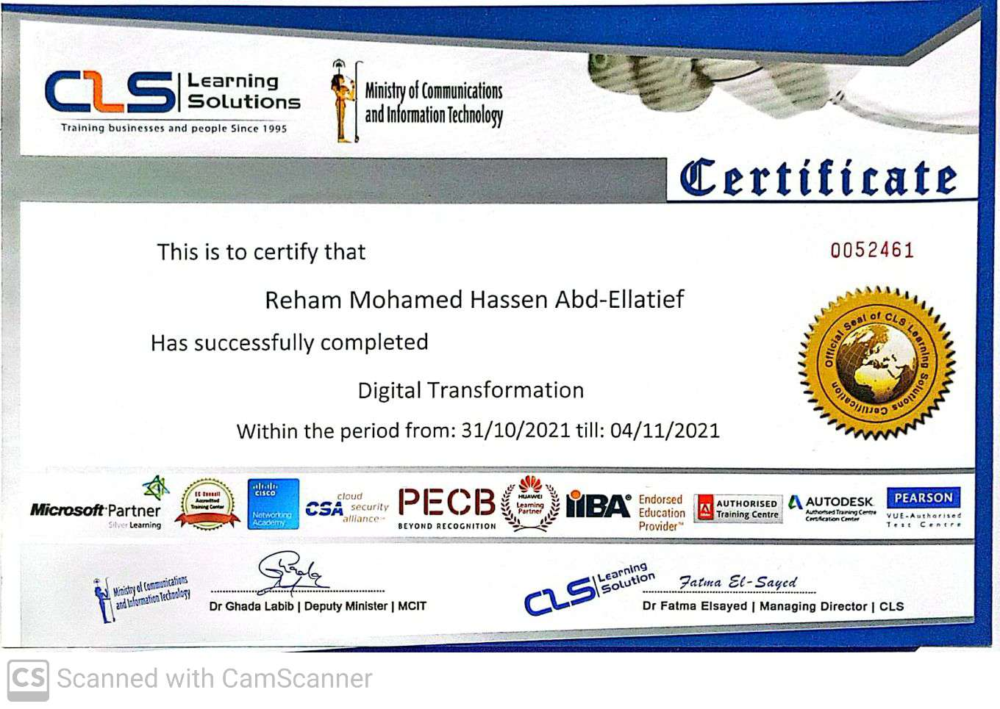 CLS Learning
Solutions
Training businesses and people Since 1995
Ministry of Communications
and Information Technology
Certificate
This is to certify that
0052461
Reham Mohamed Hassen Abd-Ellatief
Has successfully completed
Digital Transformation
Within the period from: 31/10/2021 till: 04/11/2021
Official Seal of CLS Learning Solutions Certification
Microsoft Partner
Silver Learning
EC-Council
Accredited
Training Center
CISCO
Networking
Academy
CSA cloud
security
alliance
PECB
BEYOND RECOGNITION
HUAWEI
Learning
Partner
IIBA® Endorsed
Education
Provider™
AUTHORISED
Training Centre
AUTODESK
Authorised Training Centre
Certification Center
PEARSON
VUE-Authorised
Test Centre
Ministry of Communications
and Information Technology
Ghada
Dr Ghada Labib | Deputy Minister | MCIT
CLS Learning
Solution
Fatma El-Sayed
Dr Fatma Elsayed | Managing Director | CLS
CS Scanned with CamScanner